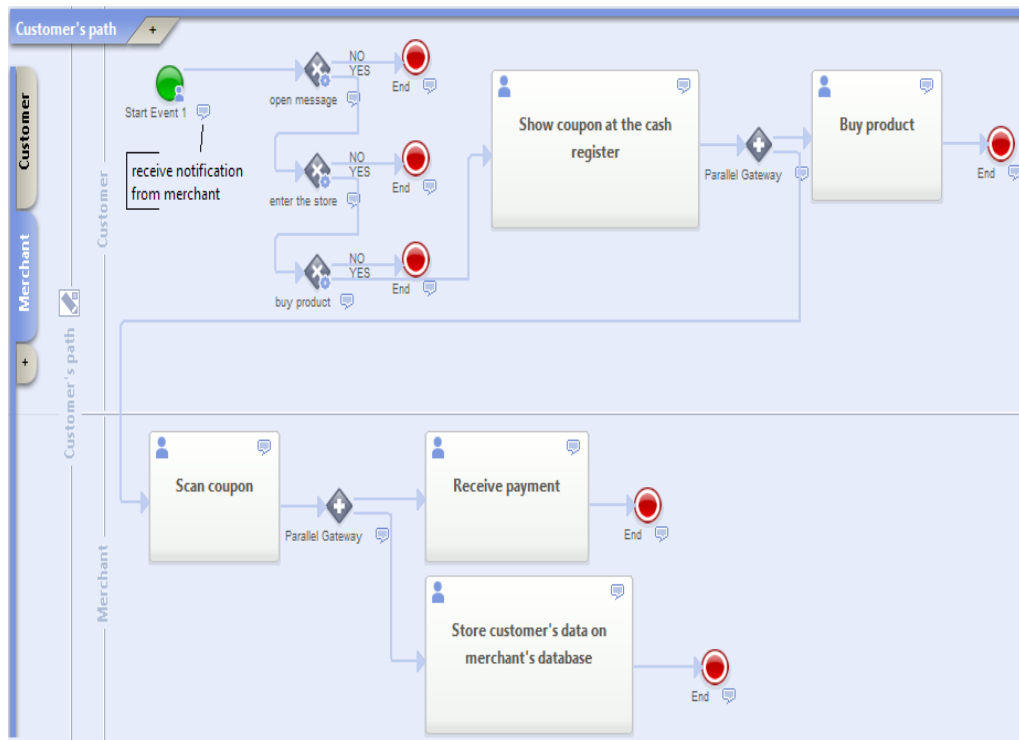 Customer's path
+
Customer
Merchant
+
Customer's path
Customer
Merchant
Start Event 1
receive notification
from merchant
NO
YES
open message
End
NO
YES
enter the store
End
NO
YES
buy product
End
Show coupon at the cash
register
Parallel Gateway
Buy product
End
Scan coupon
Parallel Gateway
Receive payment
End
Store customer's data on
merchant's database
End